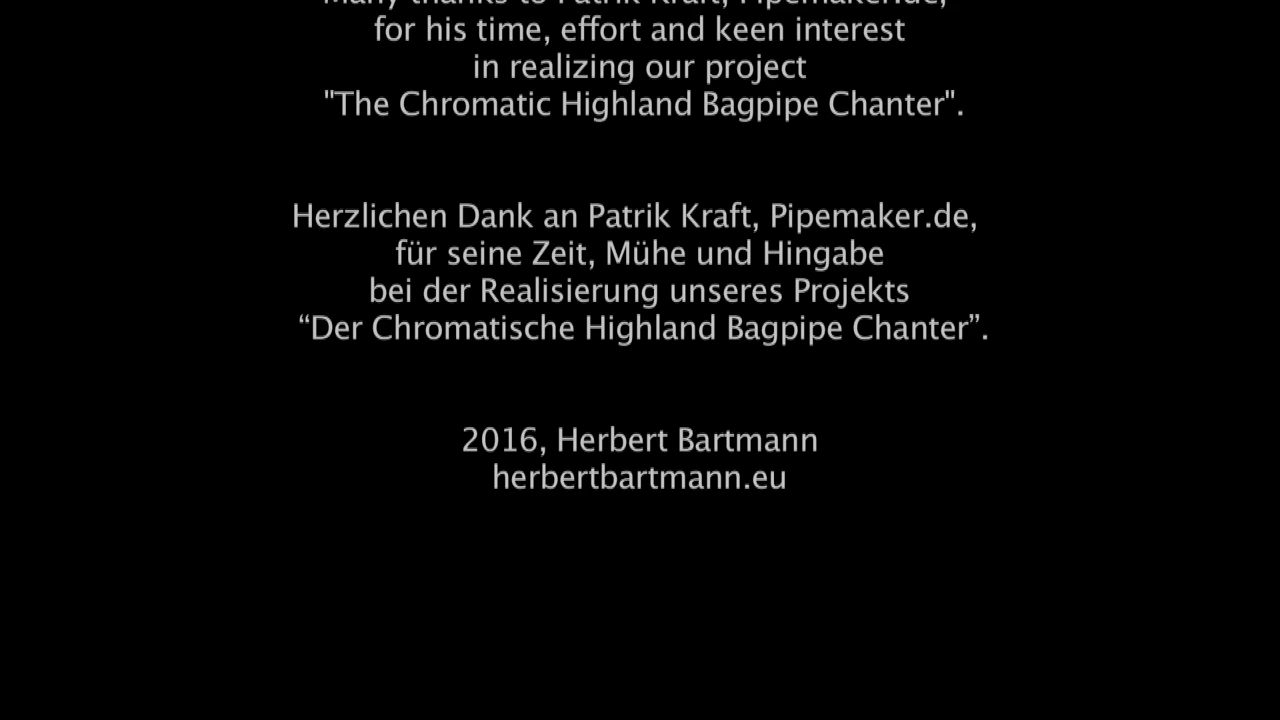 Many thanks to Patrik Kraft, Pipemaker.de,
for his time, effort and keen interest
in realizing our project
"The Chromatic Highland Bagpipe Chanter".
Herzlichen Dank an Patrik Kraft, Pipemaker.de,
für seine Zeit, Mühe und Hingabe
bei der Realisierung unseres Projekts
“Der Chromatische Highland Bagpipe Chanter”.
2016, Herbert Bartmann
herbertbartmann.eu